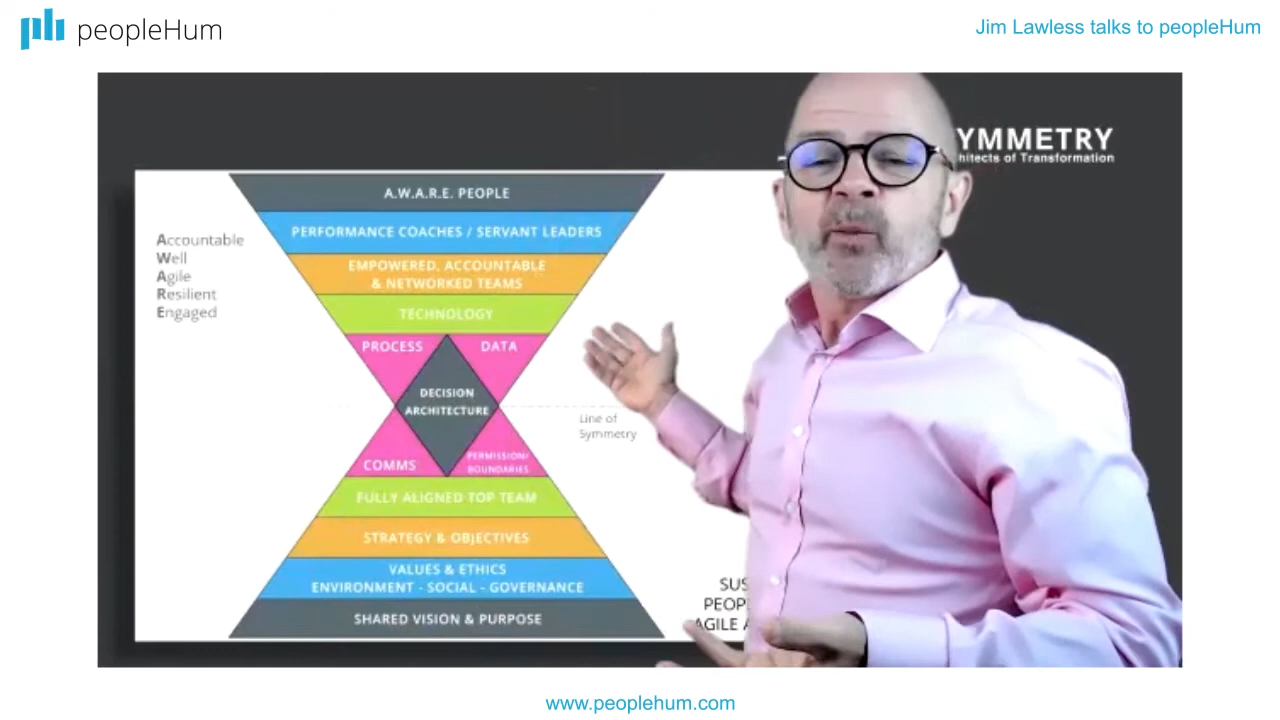 peopleHum
Jim Lawless talks to peopleHum
YMMETRY
hitects of Transformation
A.W.A.R.E. PEOPLE
Accountable
Well
Agile
Resilient
Engaged
PERFORMANCE COACHES / SERVANT LEADERS
EMPOWERED, ACCOUNTABLE
& NETWORKED TEAMS
TECHNOLOGY
PROCESS
DATA
DECISION
ARCHITECTURE
Line of
Symmetry
COMMS
PERMISSION/
BOUNDARIES
FULLY ALIGNED TOP TEAM
STRATEGY & OBJECTIVES
VALUES & ETHICS
ENVIRONMENT - SOCIAL - GOVERNANCE
SHARED VISION & PURPOSE
SUS
PEOP
AGILE A
www.peoplehum.com